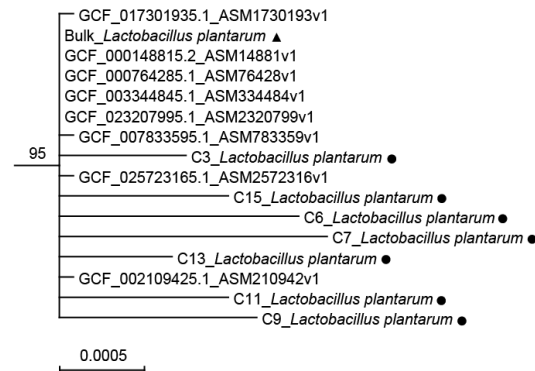 GCF_017301935.1_ASM1730193v1
Bulk_Lactobacillus plantarum ▲
GCF_000148815.2_ASM14881v1
GCF_000764285.1_ASM76428v1
GCF_003344845.1_ASM334484v1
GCF_023207995.1_ASM2320799v1
GCF_007833595.1_ASM783359v1
95
C3_Lactobacillus plantarum ●
GCF_025723165.1_ASM2572316v1
C15_Lactobacillus plantarum ●
C6_Lactobacillus plantarum ●
C7_Lactobacillus plantarum ●
C13_Lactobacillus plantarum ●
GCF_002109425.1_ASM210942v1
C11_Lactobacillus plantarum ●
C9_Lactobacillus plantarum ●
0.0005